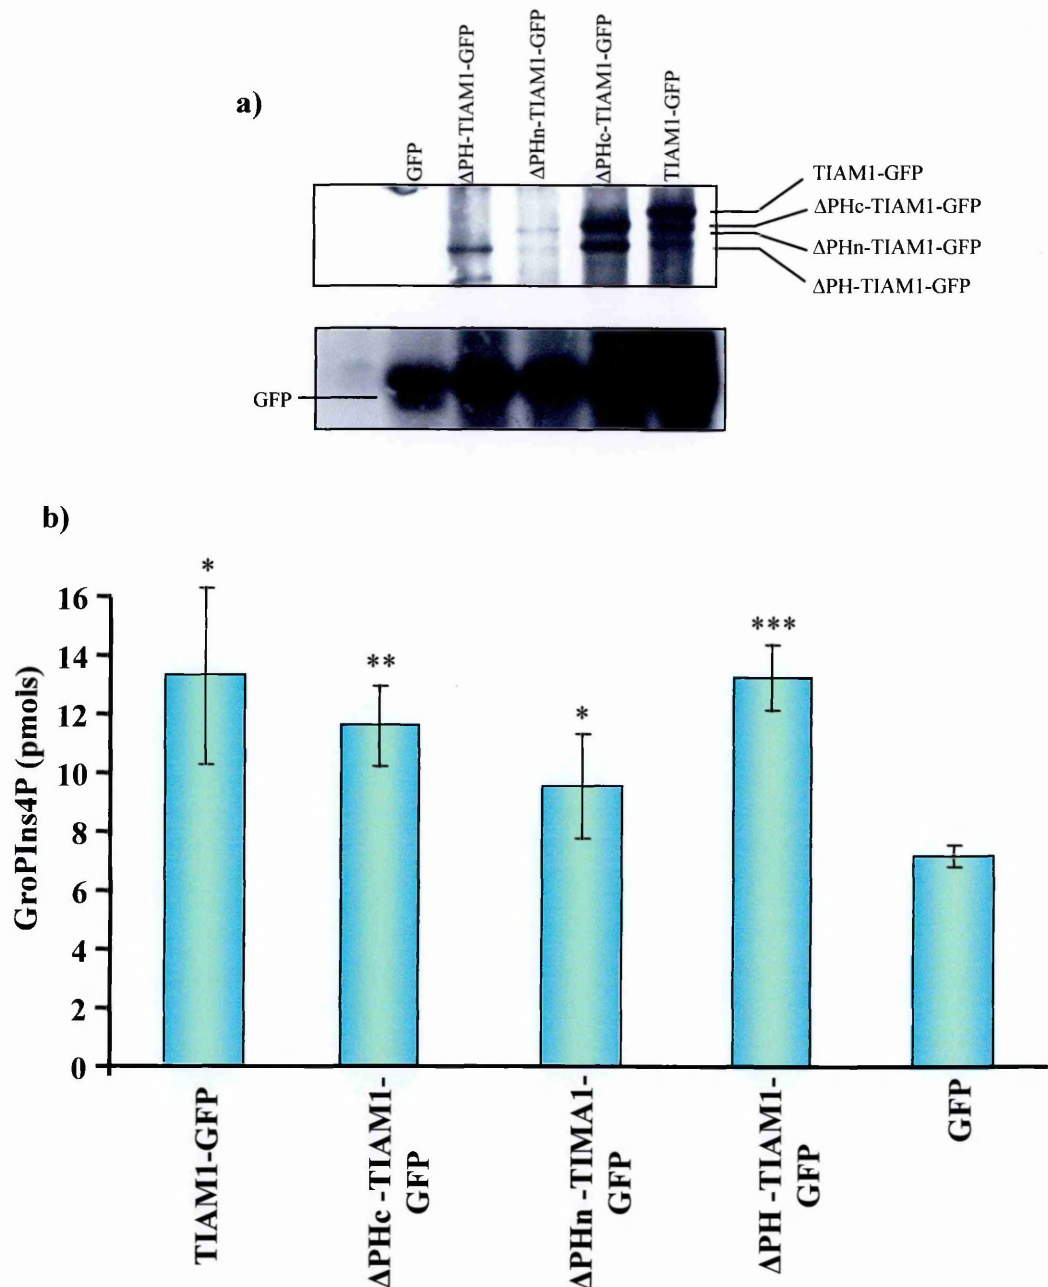 a)
GFP
ΔPH-TIAM1-GFP
ΔPHn-TIAM1-GFP
ΔPHc-TIAM1-GFP
TIAM1-GFP
TIAM1-GFP
ΔPHc-TIAM1-GFP
ΔPHn-TIAM1-GFP
ΔPH-TIAM1-GFP
GFP
b)
GroPIns4P (pmols)
16
14
12
10
8
6
4
2
0
*
**
*
***
TIAM1-GFP
ΔPHc -TIAM1-
GFP
ΔPHn -TIMA1-
GFP
ΔPH -TIAM1-
GFP
GFP